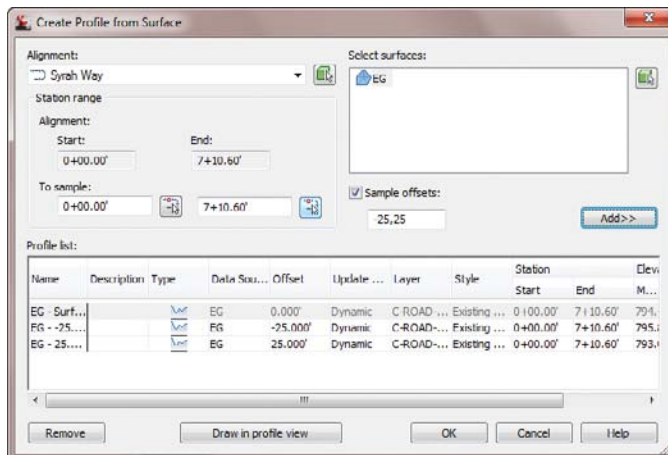 Create Profile from Surface
Alignment:
Syrah Way
Select surfaces:
EG
Station range
Alignment:
Start: End:
0+00.00' 7+10.60'
To sample:
0+00.00' 7+10.60'
Sample offsets:
-25,25
Add>>
Profile list:
Name Description Type Data Sou... Offset Update ... Layer Style Station Eleva
Start End M...
EG - Surf... EG 0.000' Dynamic C-ROAD-... Existing ... 0+00.00' 7+10.60' 794.
EG - -25.... EG -25.000' Dynamic C-ROAD-... Existing ... 0+00.00' 7+10.60' 795.
EG - 25.... EG 25.000' Dynamic C-ROAD-... Existing ... 0+00.00' 7+10.60' 793.
Remove Draw in profile view OK Cancel Help